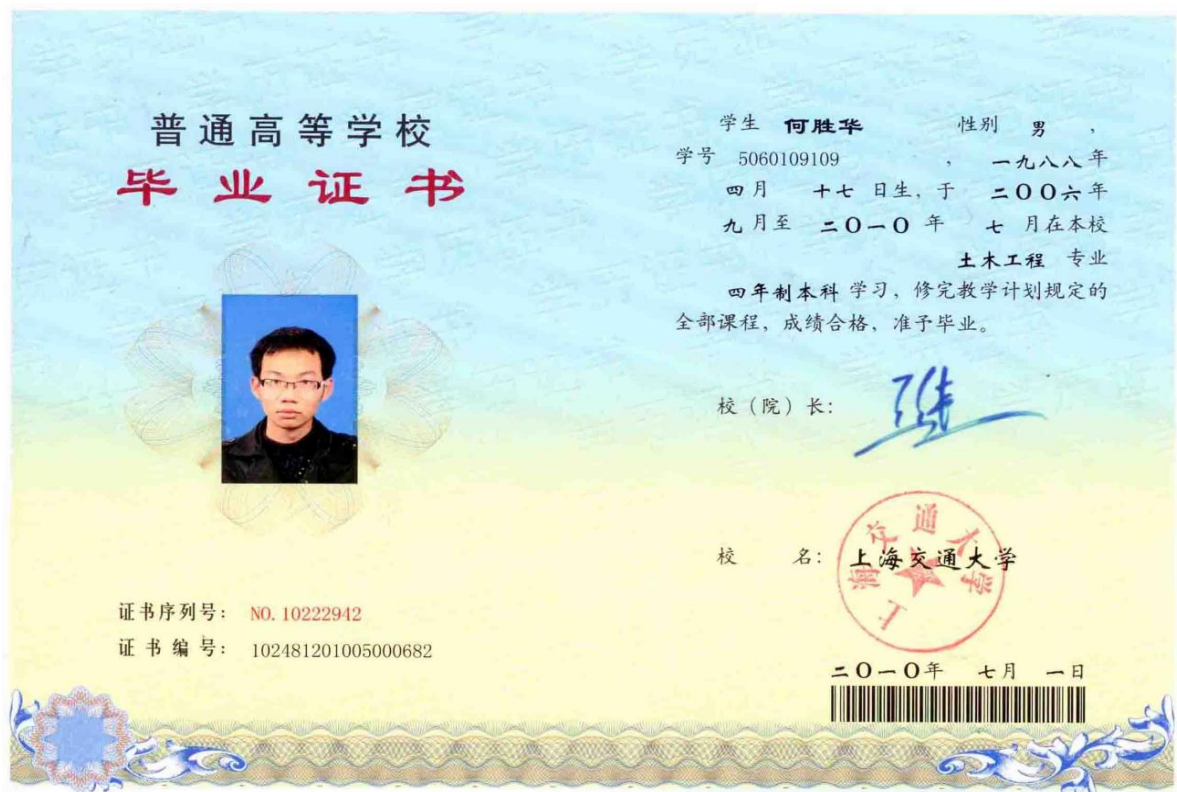 普通高等学校
毕业证书
证书序列号： NO. 10222942
证书编号： 102481201005000682
学生 何胜华 性别 男 ，
学号 5060109109 ， 一九八八年
四月 十七 日生，于 二〇〇六年
九月至 二〇一〇年 七 月在本校
土木工程 专业
四年制本科 学习，修完教学计划规定的
全部课程，成绩合格，准予毕业。
校（院）长：
校 名： 上海交通大学
上海交通大学
二〇一〇年 七月 一日